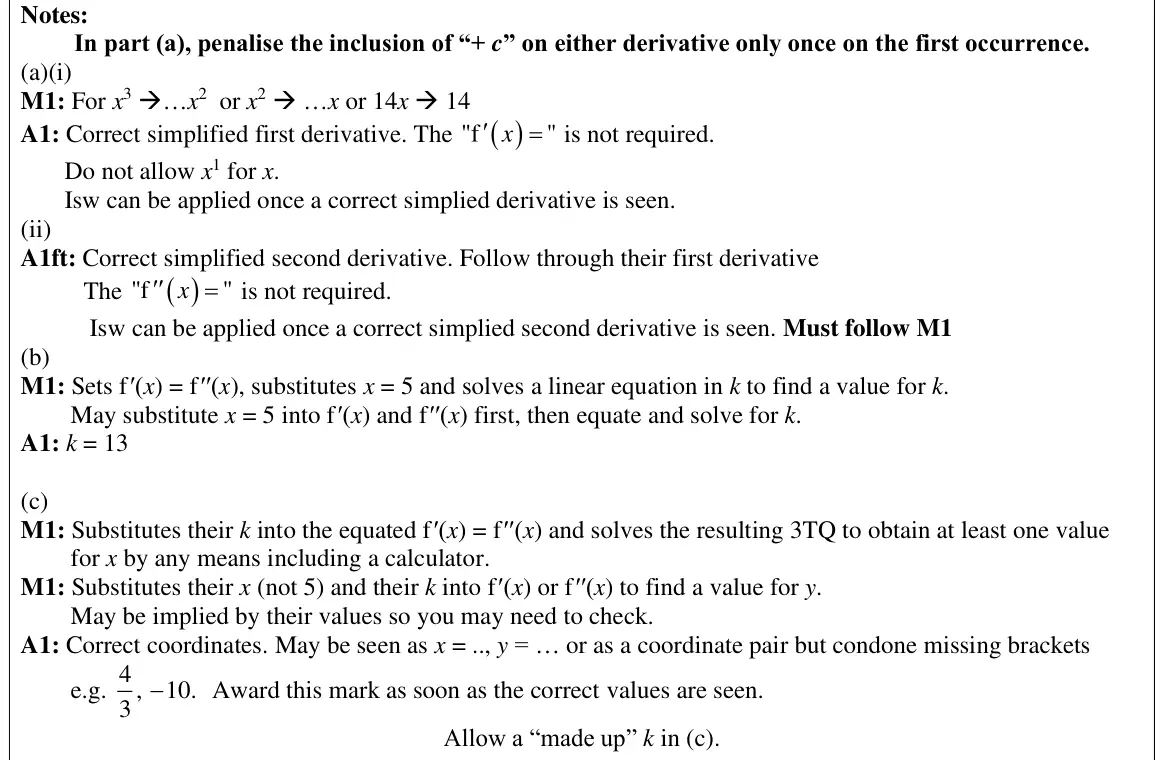 Notes:
In part (a), penalise the inclusion of “+ c” on either derivative only once on the first occurrence.
(a)(i)
M1: For x³ →…x² or x² → …x or 14x → 14
A1: Correct simplified first derivative. The "f′(x)=" is not required.
Do not allow x¹ for x.
Isw can be applied once a correct simplied derivative is seen.
(ii)
A1ft: Correct simplified second derivative. Follow through their first derivative
The "f″(x)=" is not required.
Isw can be applied once a correct simplied second derivative is seen. Must follow M1
(b)
M1: Sets f′(x) = f″(x), substitutes x = 5 and solves a linear equation in k to find a value for k.
May substitute x = 5 into f′(x) and f″(x) first, then equate and solve for k.
A1: k = 13
(c)
M1: Substitutes their k into the equated f′(x) = f″(x) and solves the resulting 3TQ to obtain at least one value
for x by any means including a calculator.
M1: Substitutes their x (not 5) and their k into f′(x) or f″(x) to find a value for y.
May be implied by their values so you may need to check.
A1: Correct coordinates. May be seen as x = .., y = … or as a coordinate pair but condone missing brackets
e.g. 4/3, −10. Award this mark as soon as the correct values are seen.
Allow a “made up” k in (c).